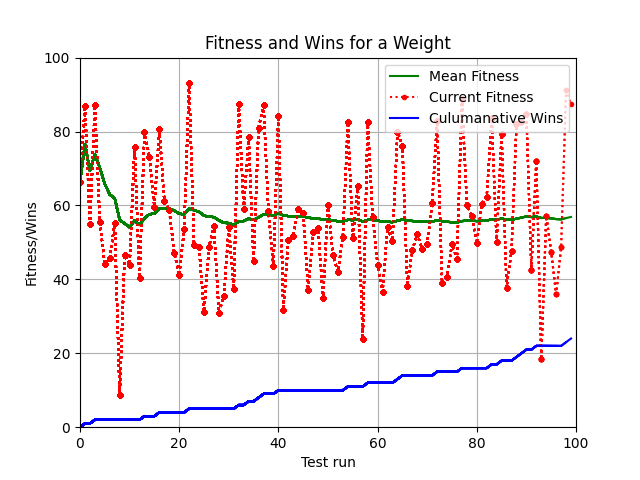 Fitness and Wins for a Weight
Mean Fitness
Current Fitness
Culumamative Wins
Fitness/Wins
100
80
60
40
20
0
0 20 40 60 80 100
Test run